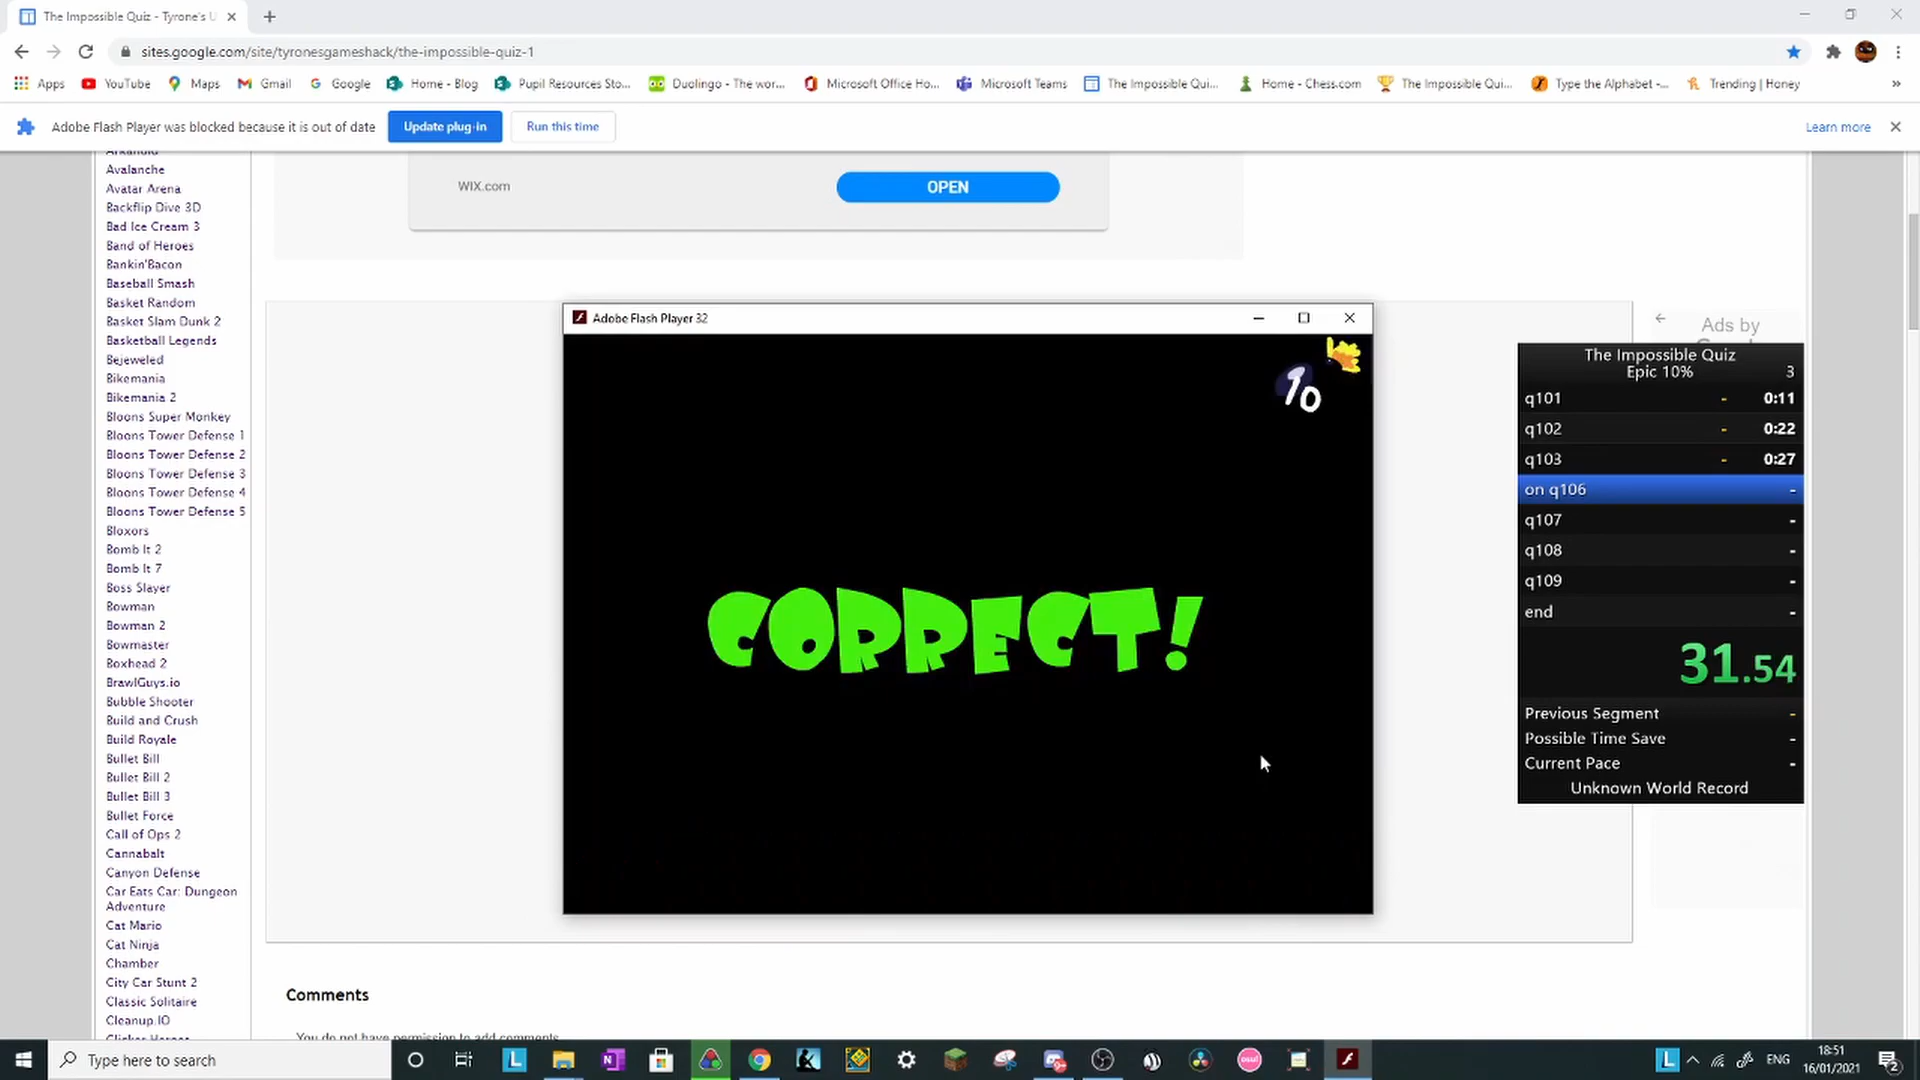 The Impossible Quiz - Tyrone's U
sites.google.com/site/tyronesgameshack/the-impossible-quiz-1
Apps YouTube Maps Gmail Google Home - Blog Pupil Resources Sto... Duolingo - The wor... Microsoft Office Ho... Microsoft Teams The Impossible Qui... Home - Chess.com The Impossible Qui... Type the Alphabet -... Trending | Honey »
Adobe Flash Player was blocked because it is out of date Update plug-in Run this time Learn more
Arkanoid
Avalanche
Avatar Arena
Backflip Dive 3D
Bad Ice Cream 3
Band of Heroes
Bankin'Bacon
Baseball Smash
Basket Random
Basket Slam Dunk 2
Basketball Legends
Bejeweled
Bikemania
Bikemania 2
Bloons Super Monkey
Bloons Tower Defense 1
Bloons Tower Defense 2
Bloons Tower Defense 3
Bloons Tower Defense 4
Bloons Tower Defense 5
Bloxors
Bomb It 2
Bomb It 7
Boss Slayer
Bowman
Bowman 2
Bowmaster
Boxhead 2
BrawlGuys.io
Bubble Shooter
Build and Crush
Build Royale
Bullet Bill
Bullet Bill 2
Bullet Bill 3
Bullet Force
Call of Ops 2
Cannabalt
Canyon Defense
Car Eats Car: Dungeon
Adventure
Cat Mario
Cat Ninja
Chamber
City Car Stunt 2
Classic Solitaire
Cleanup.IO
WIX.com OPEN
Adobe Flash Player 32
10
CORRECT!
Ads by
The Impossible Quiz
Epic 10% 3
q101 - 0:11
q102 - 0:22
q103 - 0:27
on q106 -
q107 -
q108 -
q109 -
end -
31.54
Previous Segment -
Possible Time Save -
Current Pace -
Unknown World Record
Comments
You do not have permission to add comments.
Type here to search
ENG
18:51
16/01/2021
2